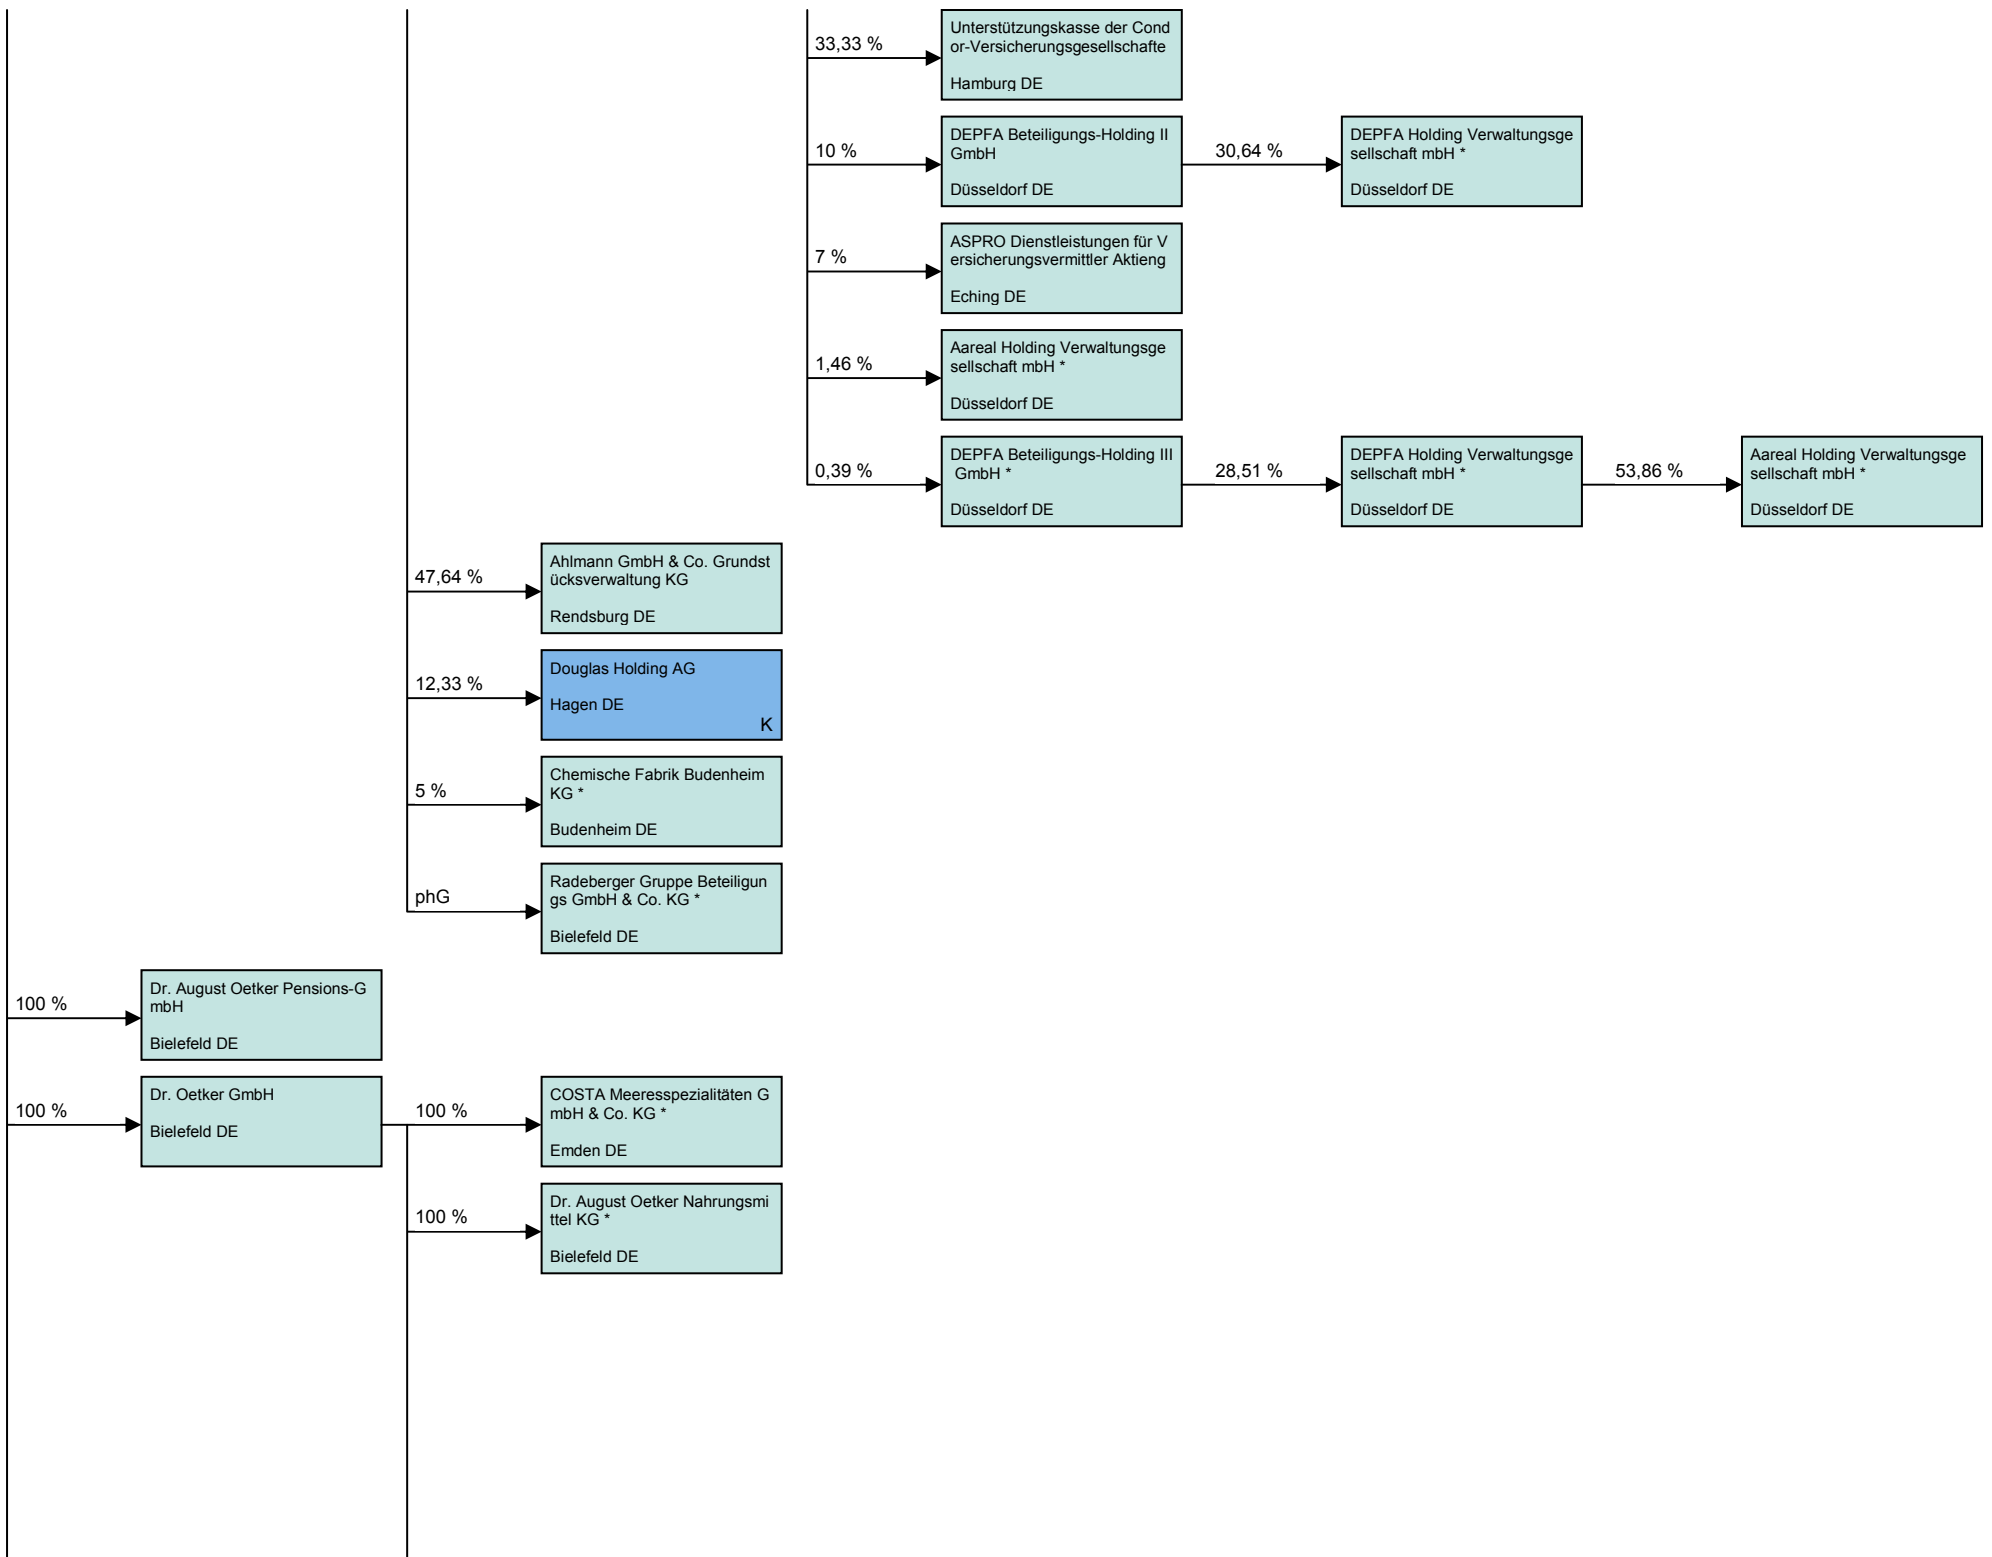 33,33 %
Unterstützungskasse der Cond
or-Versicherungsgesellschafte
Hamburg DE
10 %
DEPFA Beteiligungs-Holding II
GmbH
Düsseldorf DE
30,64 %
DEPFA Holding Verwaltungsge
sellschaft mbH *
Düsseldorf DE
7 %
ASPRO Dienstleistungen für V
ersicherungsvermittler Aktieng
Eching DE
1,46 %
Aareal Holding Verwaltungsge
sellschaft mbH *
Düsseldorf DE
0,39 %
DEPFA Beteiligungs-Holding III
GmbH *
Düsseldorf DE
28,51 %
DEPFA Holding Verwaltungsge
sellschaft mbH *
Düsseldorf DE
53,86 %
Aareal Holding Verwaltungsge
sellschaft mbH *
Düsseldorf DE
47,64 %
Ahlmann GmbH & Co. Grundst
ücksverwaltung KG
Rendsburg DE
12,33 %
Douglas Holding AG
Hagen DE
K
5 %
Chemische Fabrik Budenheim
KG *
Budenheim DE
phG
Radeberger Gruppe Beteiligun
gs GmbH & Co. KG *
Bielefeld DE
100 %
Dr. August Oetker Pensions-G
mbH
Bielefeld DE
100 %
Dr. Oetker GmbH
Bielefeld DE
100 %
COSTA Meeresspezialitäten G
mbH & Co. KG *
Emden DE
100 %
Dr. August Oetker Nahrungsmi
ttel KG *
Bielefeld DE